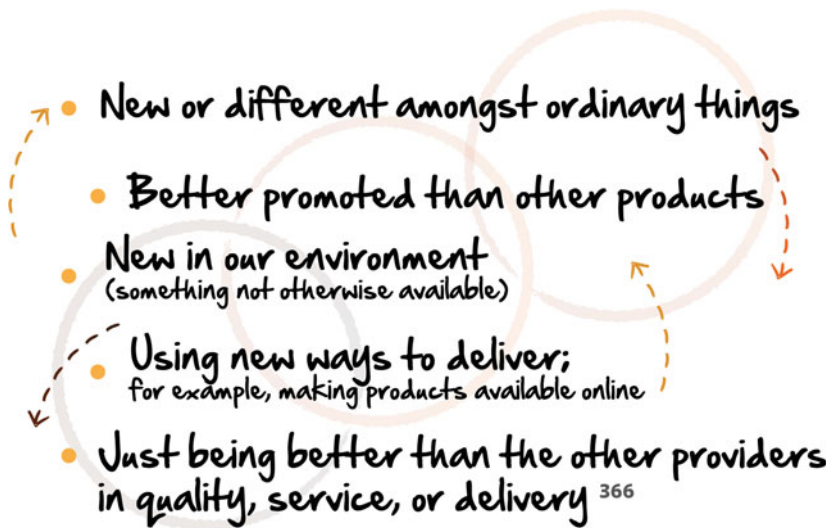 New or different amongst ordinary things
Better promoted than other products
New in our environment
(something not otherwise available)
Using new ways to deliver;
for example, making products available online
Just being better than the other providers
in quality, service, or delivery 366